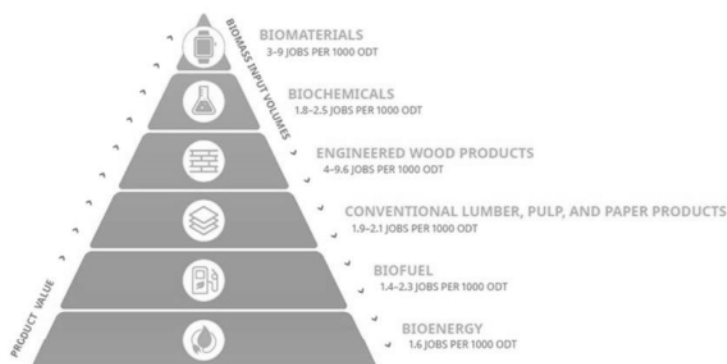 BIOMATERIALS
3–9 JOBS PER 1000 ODT
BIOMASS INPUT VOLUMES
BIOCHEMICALS
1.8–2.5 JOBS PER 1000 ODT
ENGINEERED WOOD PRODUCTS
4–9.6 JOBS PER 1000 ODT
CONVENTIONAL LUMBER, PULP, AND PAPER PRODUCTS
1.9–2.1 JOBS PER 1000 ODT
BIOFUEL
1.4–2.3 JOBS PER 1000 ODT
PRODUCT VALUE
BIOENERGY
1.6 JOBS PER 1000 ODT